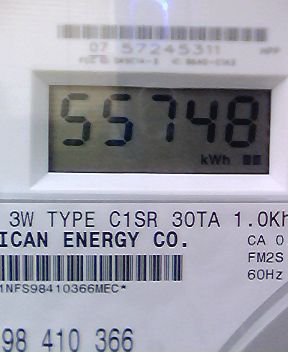 07 57245311
55748
kWh
3W TYPE C1SR 30TA 1.0Kh
ICAN ENERGY CO.
CA 0
FM2S
60Hz
1NFS98410366MEC*
98 410 366